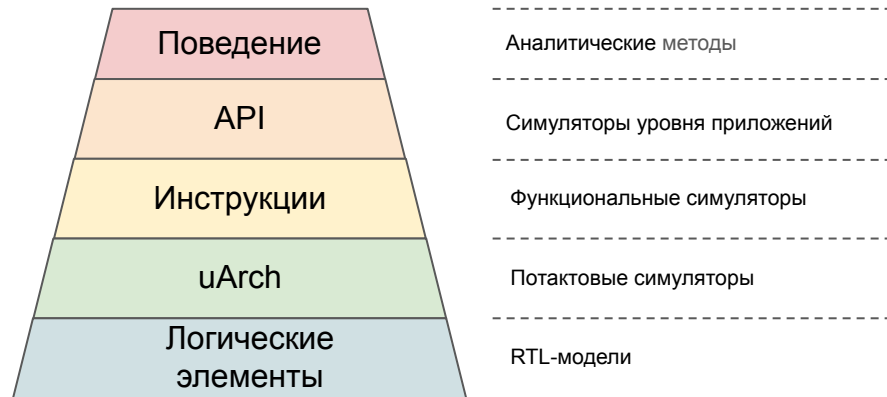 Поведение
Аналитические методы
API
Симуляторы уровня приложений
Инструкции
Функциональные симуляторы
uArch
Потактовые симуляторы
Логические
элементы
RTL-модели